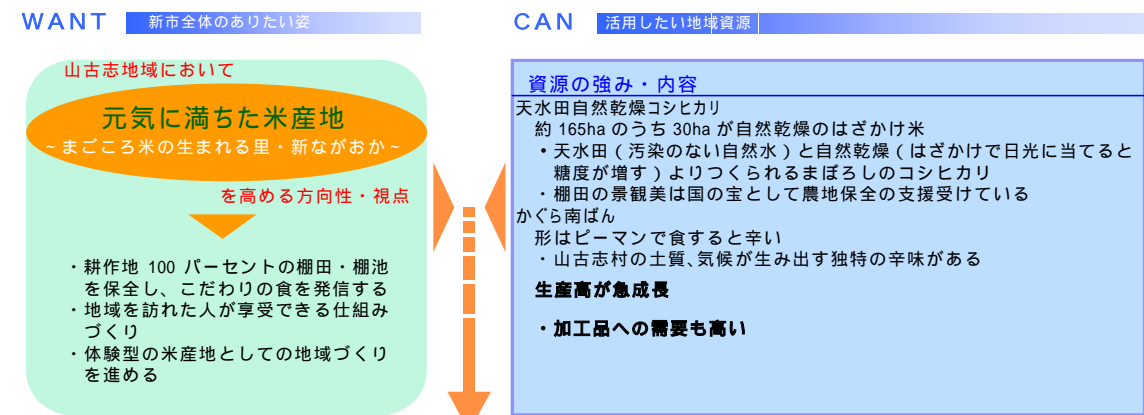 WANT 新市全体のありたい姿
山古志地域において
元気に満ちた米産地
~まごころ米の生まれる里・新ながおか~
を高める方向性・視点
・耕作地 100 パーセントの棚田・棚池
を保全し、こだわりの食を発信する
・地域を訪れた人が享受できる仕組み
づくり
・体験型の米産地としての地域づくり
を進める
CAN 活用したい地域資源
資源の強み・内容
天水田自然乾燥コシヒカリ
約 165ha のうち 30ha が自然乾燥のはざかけ米
・天水田（汚染のない自然水）と自然乾燥（はざかけで日光に当てると
糖度が増す）よりつくられるまぼろしのコシヒカリ
・棚田の景観美は国の宝として農地保全の支援受けている
かぐら南ばん
形はピーマンで食すると辛い
・山古志村の土質、気候が生み出す独特の辛味がある
生産高が急成長
・加工品への需要も高い